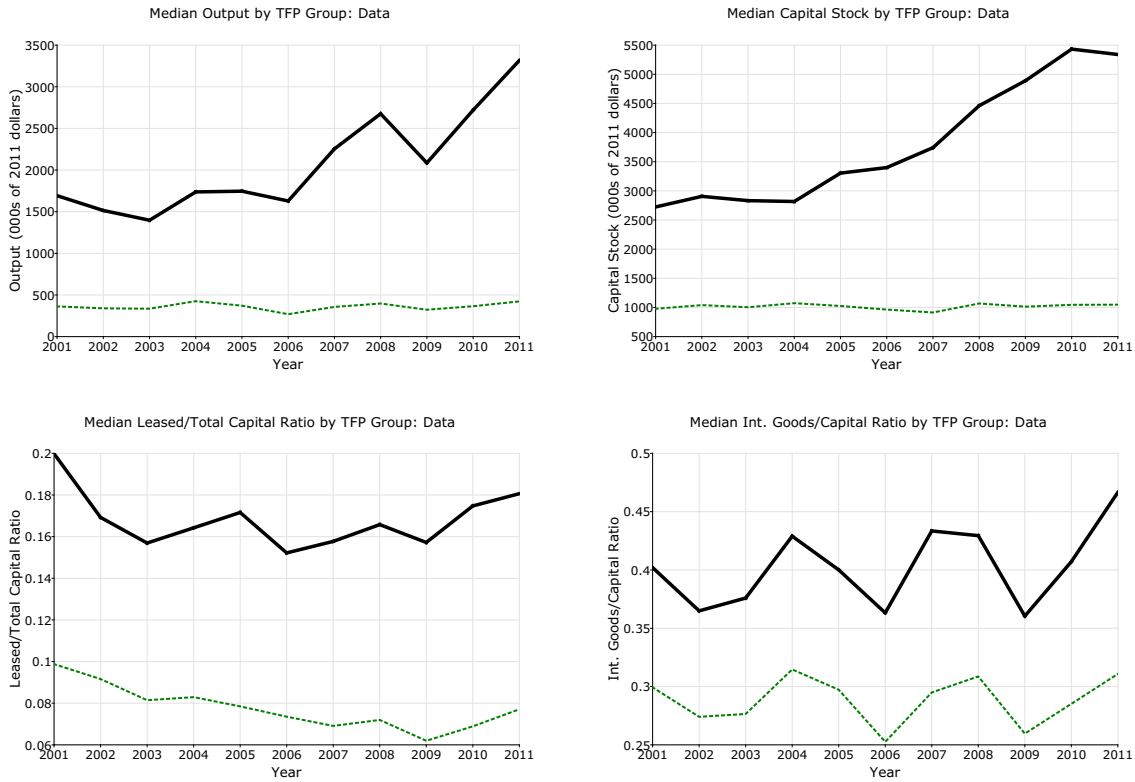 Median Output by TFP Group: Data
Output (000s of 2011 dollars)
3500
3000
2500
2000
1500
1000
500
0
2001 2002 2003 2004 2005 2006 2007 2008 2009 2010 2011
Year
Median Capital Stock by TFP Group: Data
Capital Stock (000s of 2011 dollars)
5500
5000
4500
4000
3500
3000
2500
2000
1500
1000
500
2001 2002 2003 2004 2005 2006 2007 2008 2009 2010 2011
Year
Median Leased/Total Capital Ratio by TFP Group: Data
Leased/Total Capital Ratio
0.2
0.18
0.16
0.14
0.12
0.1
0.08
0.06
2001 2002 2003 2004 2005 2006 2007 2008 2009 2010 2011
Year
Median Int. Goods/Capital Ratio by TFP Group: Data
Int. Goods/Capital Ratio
0.5
0.45
0.4
0.35
0.3
0.25
2001 2002 2003 2004 2005 2006 2007 2008 2009 2010 2011
Year